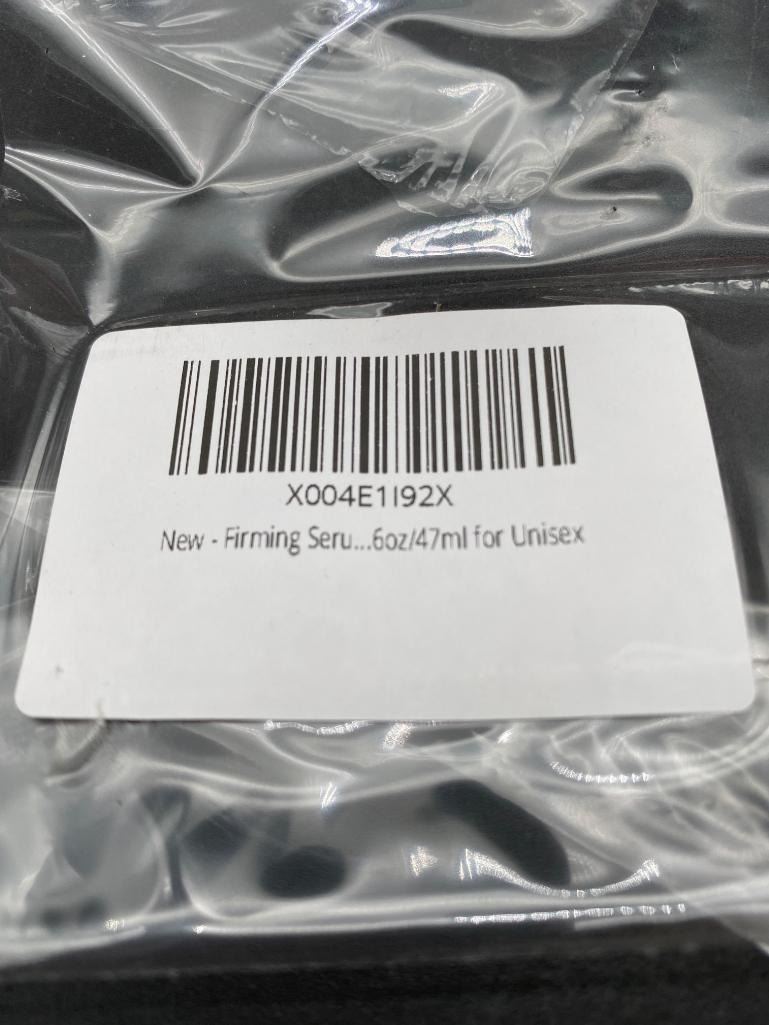 X004E1I92X
New - Firming Seru...6oz/47ml for Unisex